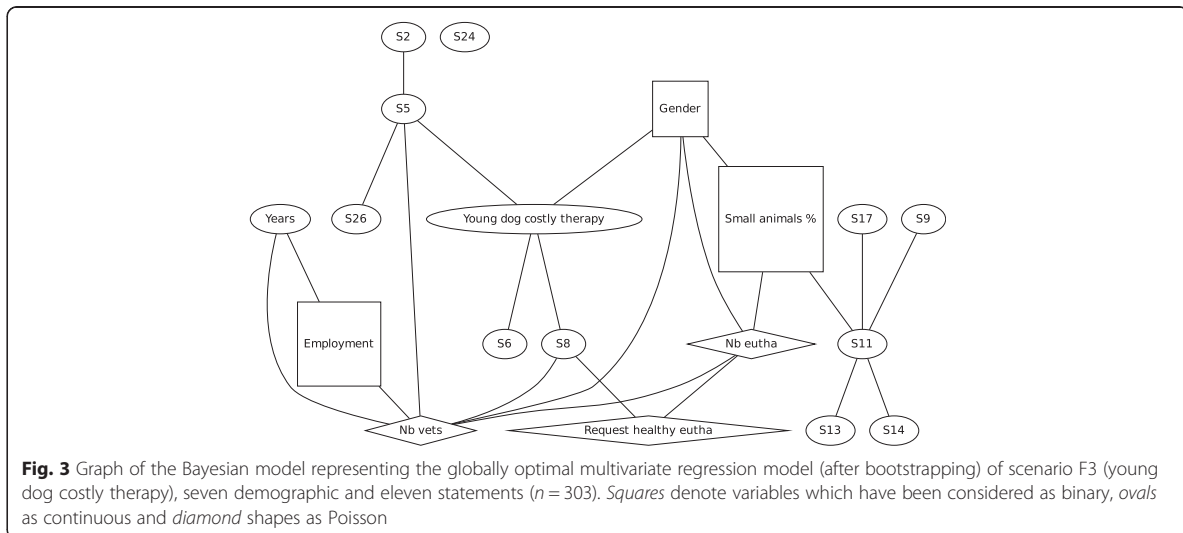 S2
S24
S5
Gender
Years
S26
Young dog costly therapy
Small animals %
S17
S9
Employment
S6
S8
Nb eutha
S11
Nb vets
Request healthy eutha
S13
S14
Fig. 3 Graph of the Bayesian model representing the globally optimal multivariate regression model (after bootstrapping) of scenario F3 (young
dog costly therapy), seven demographic and eleven statements (n = 303). Squares denote variables which have been considered as binary, ovals
as continuous and diamond shapes as Poisson